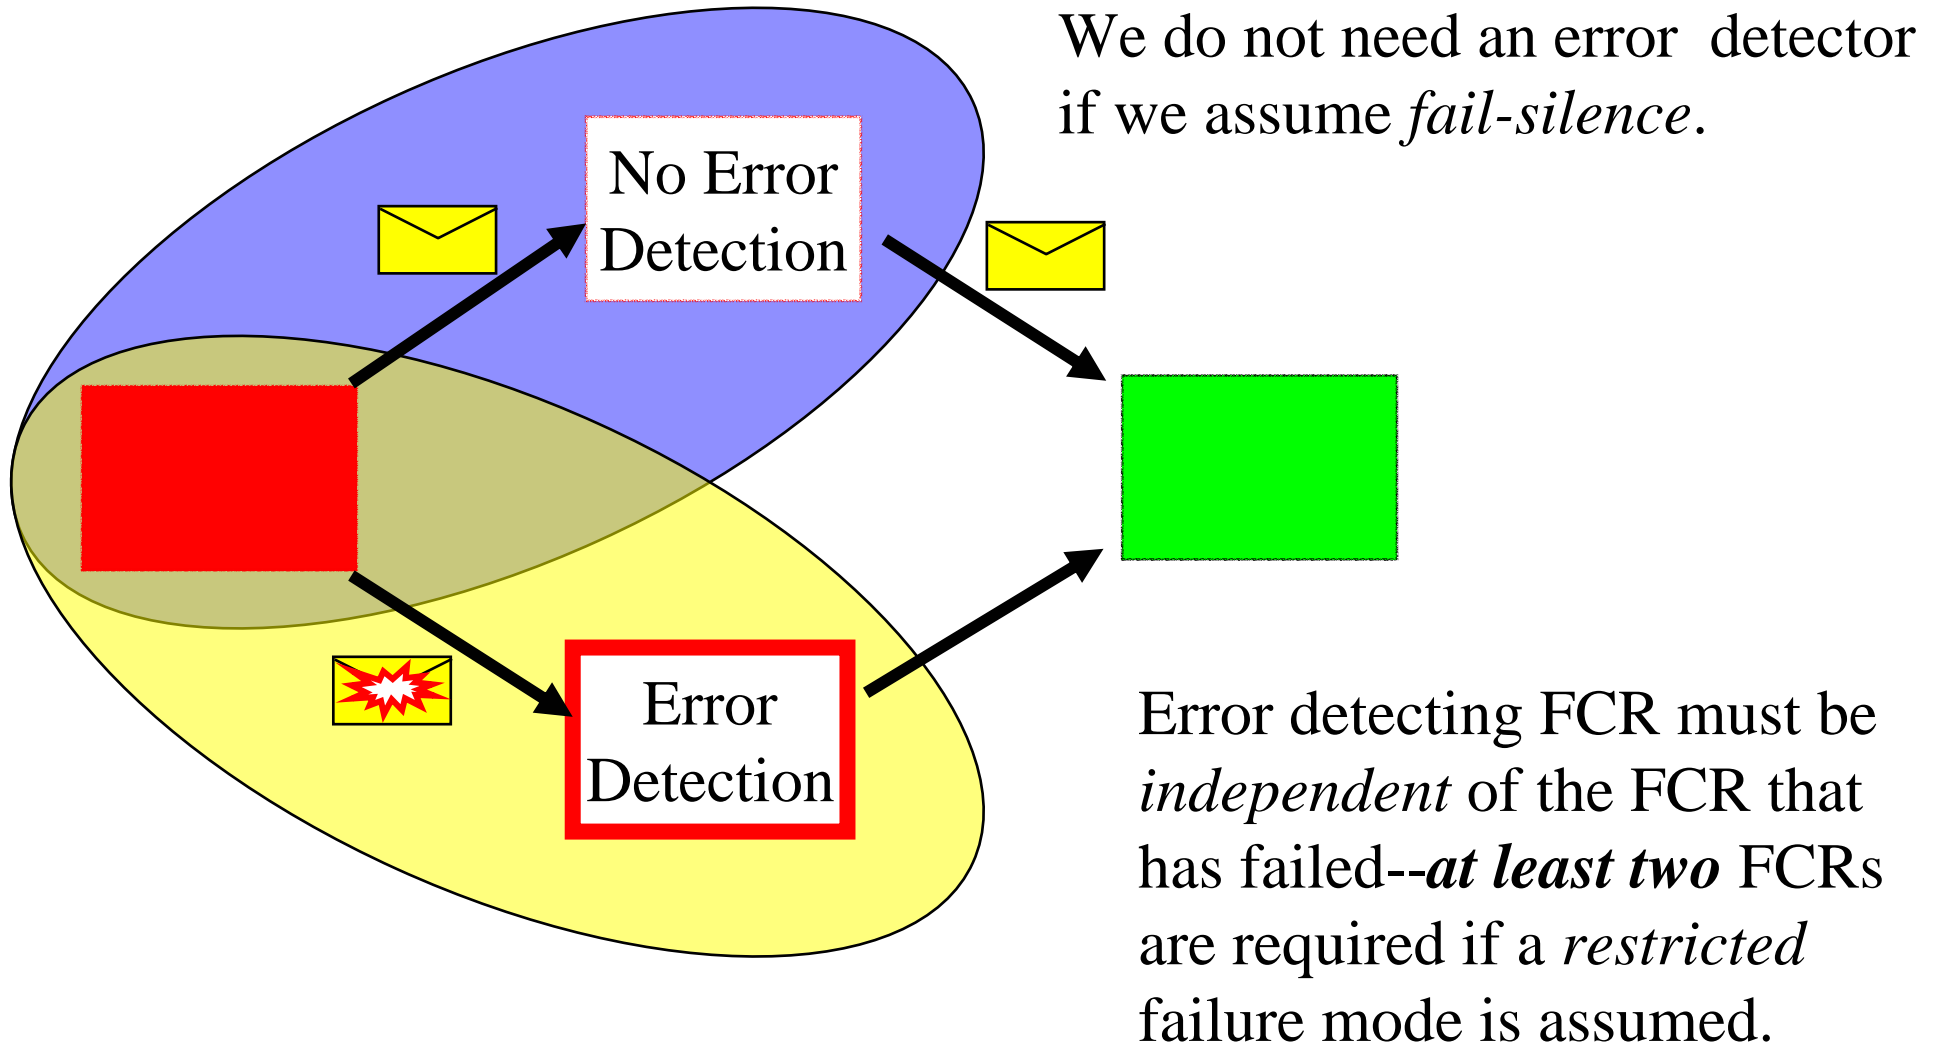 We do not need an error detector
if we assume fail-silence.
No Error
Detection
Error
Detection
Error detecting FCR must be
independent of the FCR that
has failed--at least two FCRs
are required if a restricted
failure mode is assumed.